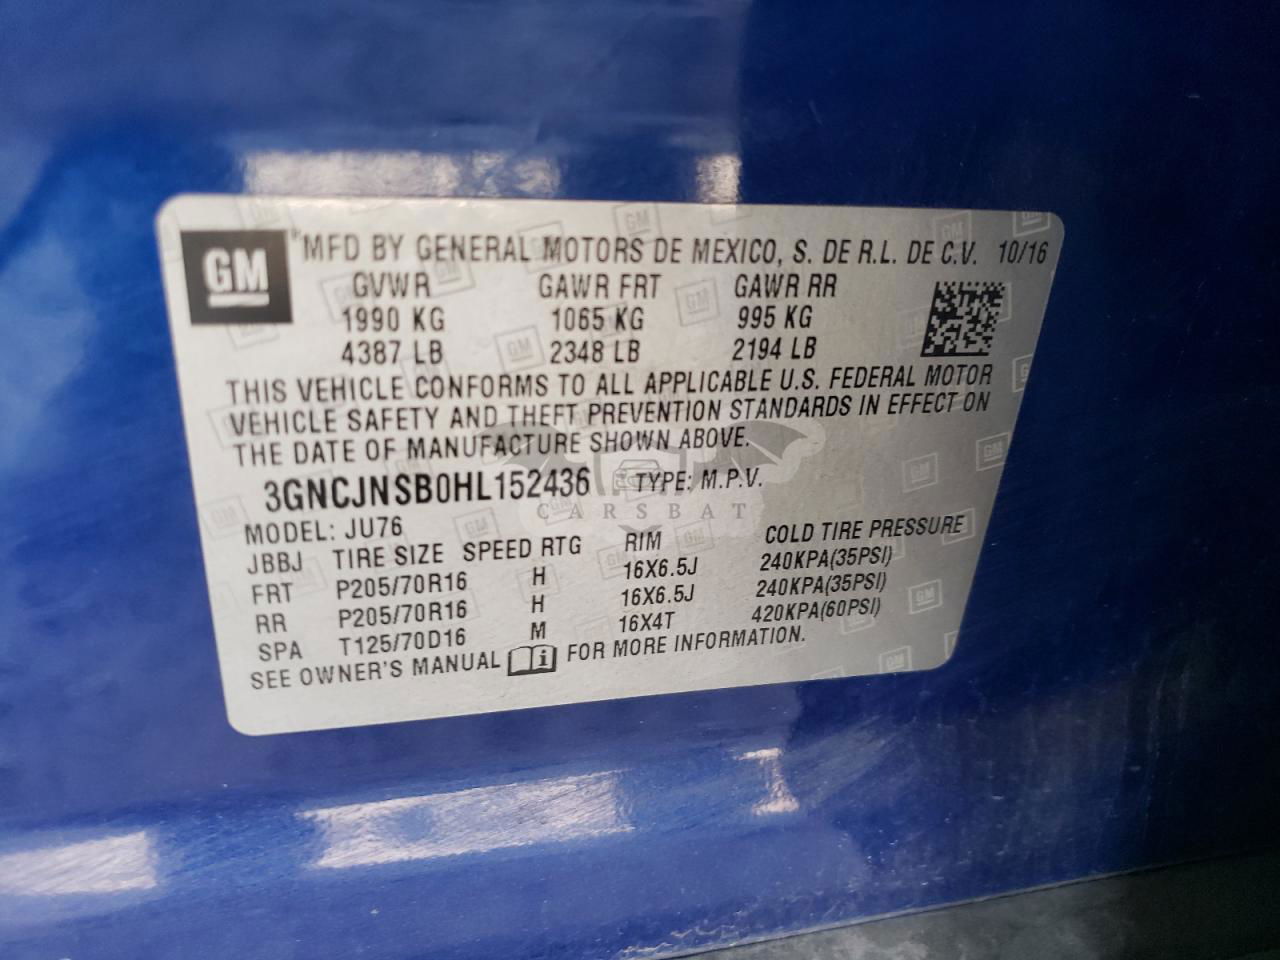 GM
MFD BY GENERAL MOTORS DE MEXICO, S. DE R.L. DE C.V. 10/16
GVWR GAWR FRT GAWR RR
1990 KG 1065 KG 995 KG
4387 LB 2348 LB 2194 LB
THIS VEHICLE CONFORMS TO ALL APPLICABLE U.S. FEDERAL MOTOR
VEHICLE SAFETY AND THEFT PREVENTION STANDARDS IN EFFECT ON
THE DATE OF MANUFACTURE SHOWN ABOVE.
3GNCJNSB0HL152436 TYPE: M.P.V.
CARSBAT
MODEL: JU76
JBBJ TIRE SIZE SPEED RTG RIM COLD TIRE PRESSURE
FRT P205/70R16 H 16X6.5J 240KPA(35PSI)
RR P205/70R16 H 16X6.5J 240KPA(35PSI)
SPA T125/70D16 M 16X4T 420KPA(60PSI)
SEE OWNER'S MANUAL FOR MORE INFORMATION.